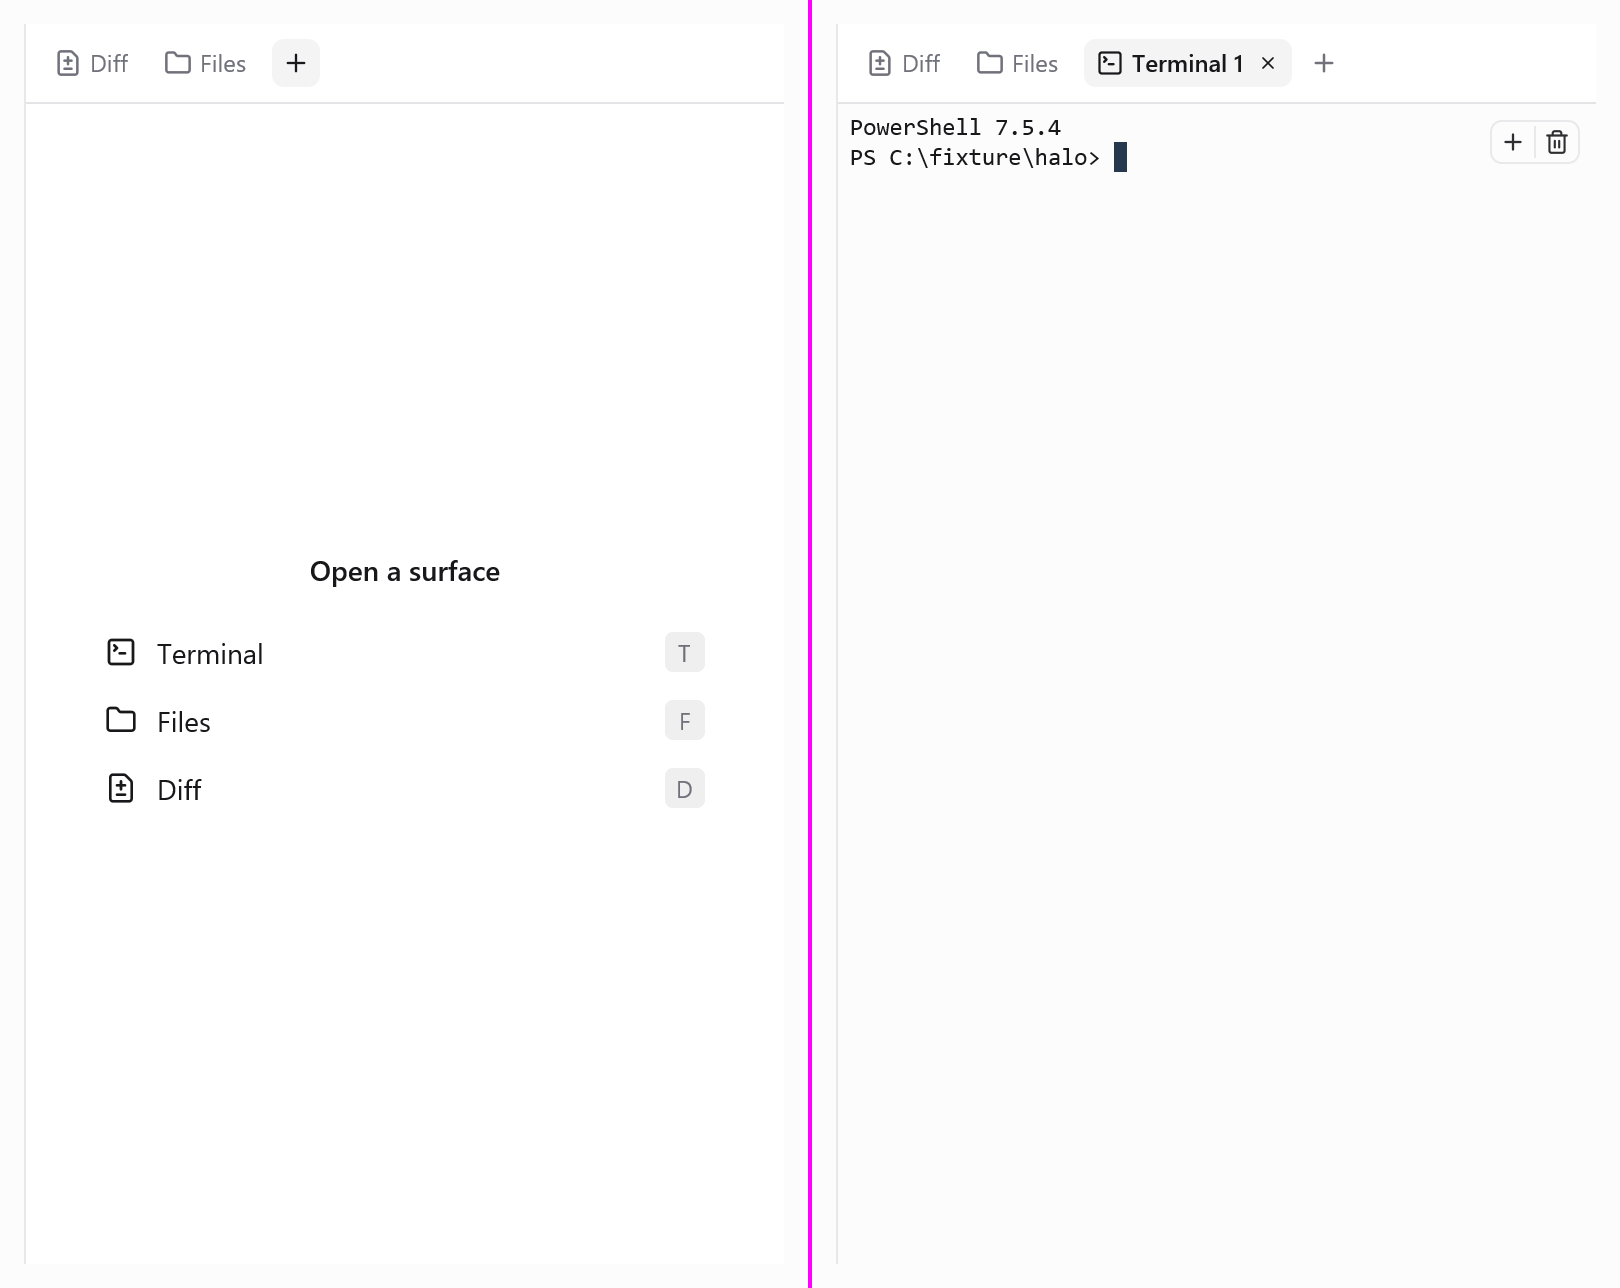 Diff Files +
Open a surface
Terminal T
Files F
Diff D
Diff Files Terminal 1 × +
PowerShell 7.5.4
PS C:\fixture\halo>